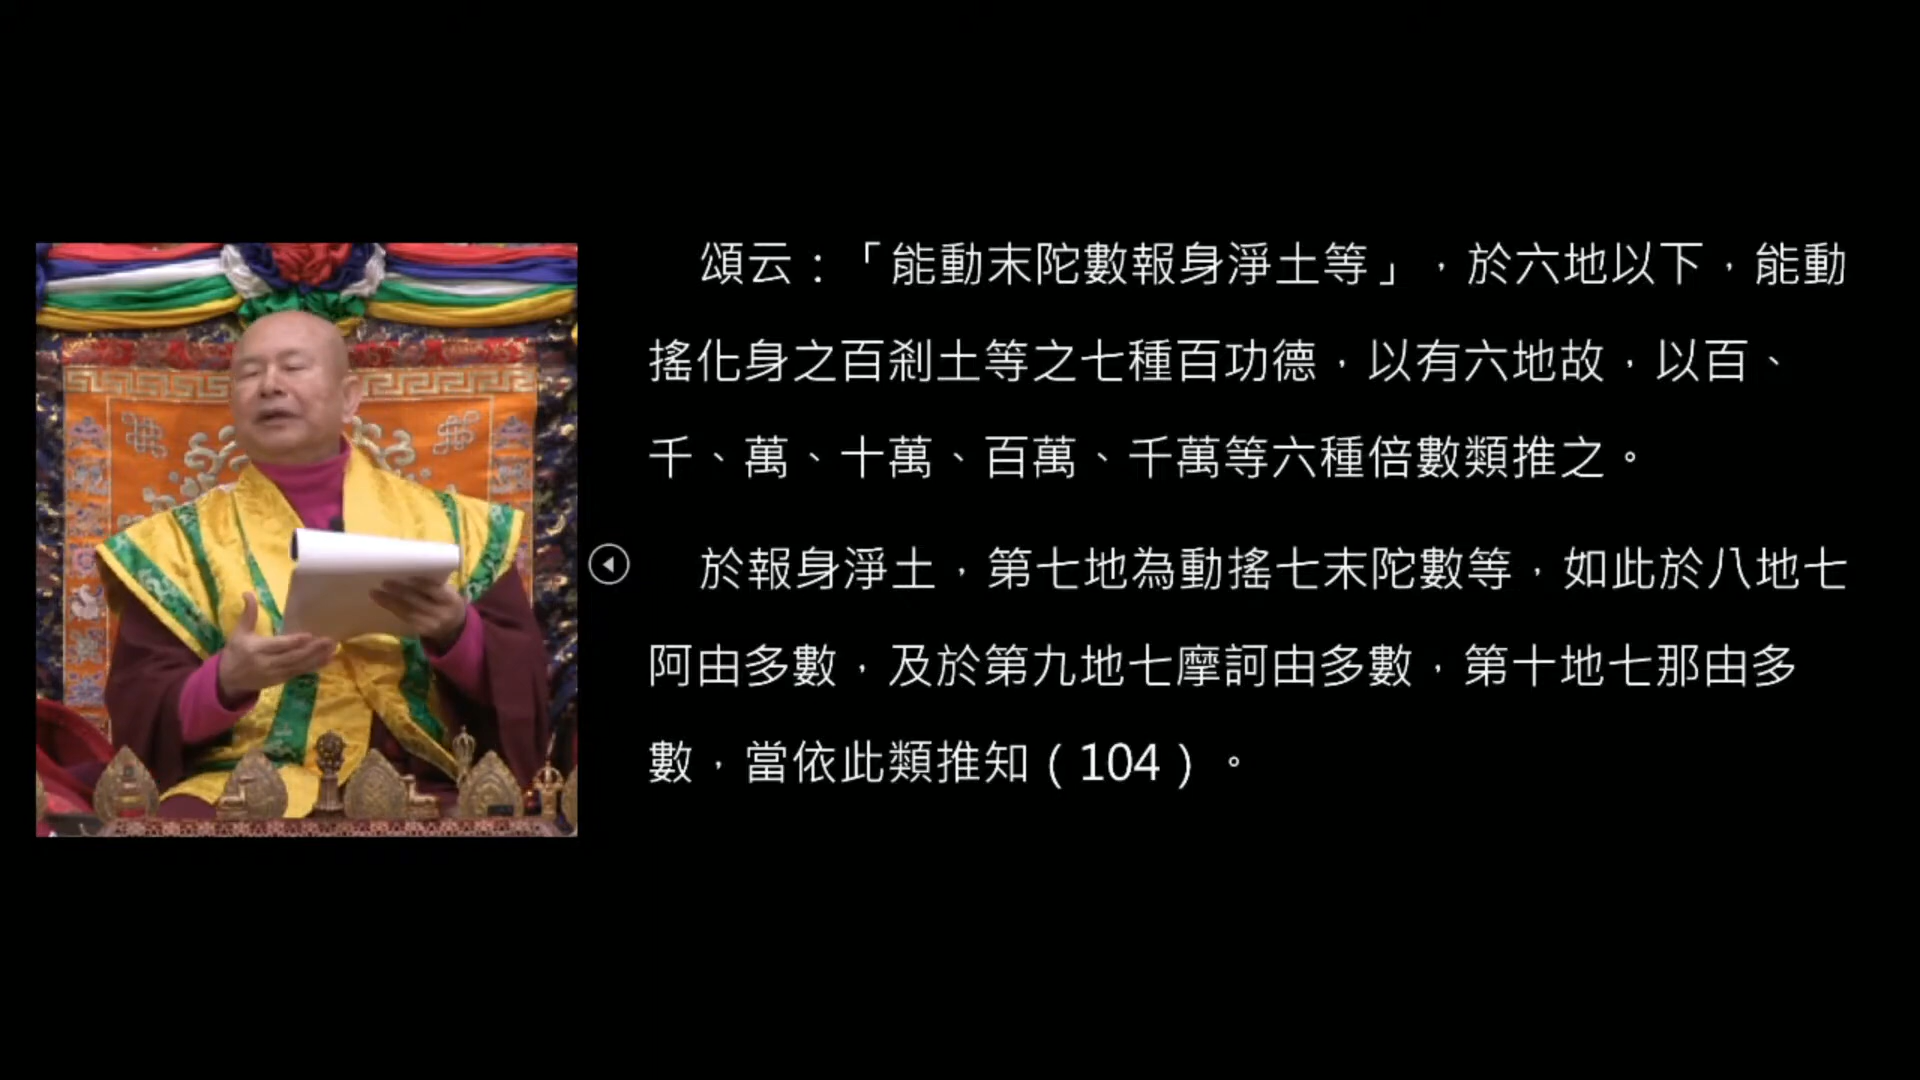 頌云：「能動末陀數報身淨土等」，於六地以下，能動
搖化身之百剎土等之七種百功德，以有六地故，以百、
千、萬、十萬、百萬、千萬等六種倍數類推之。
於報身淨土，第七地為動搖七末陀數等，如此於八地七
阿由多數，及於第九地七摩訶由多數，第十地七那由多
數，當依此類推知（104）。